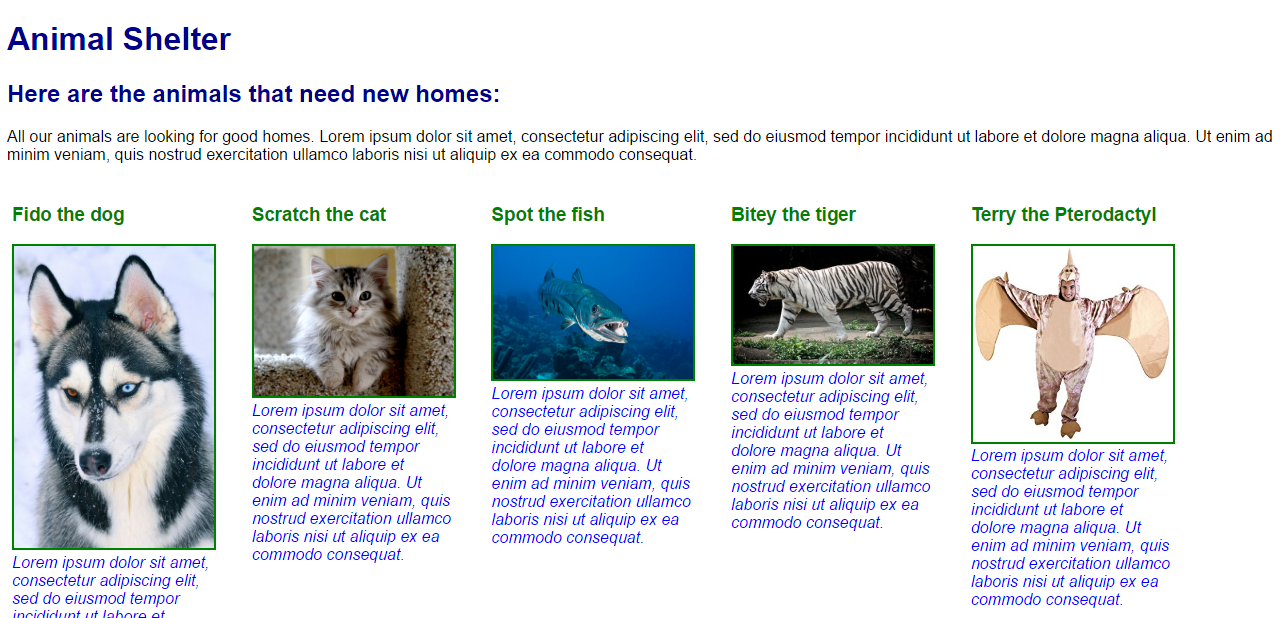 Animal Shelter
Here are the animals that need new homes:
All our animals are looking for good homes. Lorem ipsum dolor sit amet, consectetur adipiscing elit, sed do eiusmod tempor incididunt ut labore et dolore magna aliqua. Ut enim ad
minim veniam, quis nostrud exercitation ullamco laboris nisi ut aliquip ex ea commodo consequat.
Fido the dog
Lorem ipsum dolor sit amet,
consectetur adipiscing elit,
sed do eiusmod tempor
incididunt ut labore et
Scratch the cat
Lorem ipsum dolor sit amet,
consectetur adipiscing elit,
sed do eiusmod tempor
incididunt ut labore et
dolore magna aliqua. Ut
enim ad minim veniam, quis
nostrud exercitation ullamco
laboris nisi ut aliquip ex ea
commodo consequat.
Spot the fish
Lorem ipsum dolor sit amet,
consectetur adipiscing elit,
sed do eiusmod tempor
incididunt ut labore et
dolore magna aliqua. Ut
enim ad minim veniam, quis
nostrud exercitation ullamco
laboris nisi ut aliquip ex ea
commodo consequat.
Bitey the tiger
Lorem ipsum dolor sit amet,
consectetur adipiscing elit,
sed do eiusmod tempor
incididunt ut labore et
dolore magna aliqua. Ut
enim ad minim veniam, quis
nostrud exercitation ullamco
laboris nisi ut aliquip ex ea
commodo consequat.
Terry the Pterodactyl
Lorem ipsum dolor sit amet,
consectetur adipiscing elit,
sed do eiusmod tempor
incididunt ut labore et
dolore magna aliqua. Ut
enim ad minim veniam, quis
nostrud exercitation ullamco
laboris nisi ut aliquip ex ea
commodo consequat.